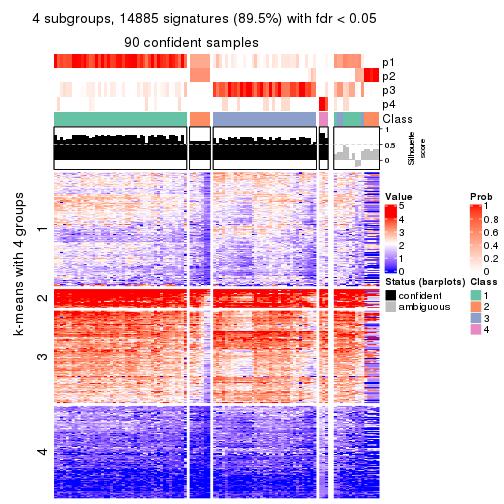 4 subgroups, 14885 signatures (89.5%) with fdr < 0.05
90 confident samples
p1
p2
p3
p4
Class
1
0.5
0
Silhouette
score
k-means with 4 groups
1
2
3
4
Value
5
4
3
2
1
0
Prob
1
0.8
0.6
0.4
0.2
0
Status (barplots)
confident
ambiguous
Class
1
2
3
4